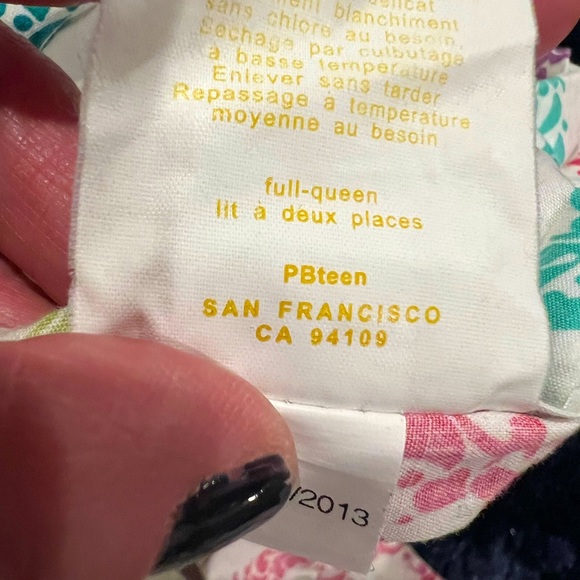 blanchiment
sans chlore au besoin.
Séchage par culbutage
à basse température
Enlever sans tarder
Repassage à température
moyenne au besoin
full-queen
lit à deux places
PBteen
SAN FRANCISCO
CA 94109
/2013